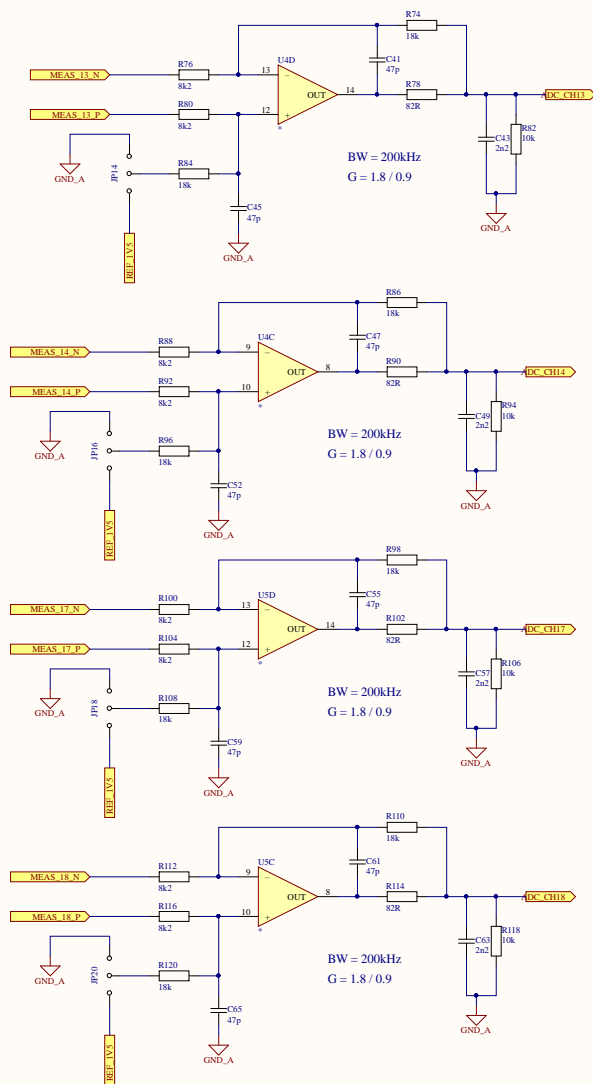 R74
18k
C41
47p
MEAS_13_N
R76
8k2
13
U4D
OUT
14
R78
82R
ADC_CH13
MEAS_13_P
R80
8k2
12
*
C43
2n2
R82
10k
GND_A
JP14
R84
18k
BW = 200kHz
G = 1.8 / 0.9
C45
47p
GND_A
GND_A
REF_1V5
R86
18k
C47
47p
MEAS_14_N
R88
8k2
9
U4C
OUT
8
R90
82R
ADC_CH14
MEAS_14_P
R92
8k2
10
*
C49
2n2
R94
10k
GND_A
JP16
R96
18k
BW = 200kHz
G = 1.8 / 0.9
C52
47p
GND_A
GND_A
REF_1V5
R98
18k
C55
47p
MEAS_17_N
R100
8k2
13
U5D
OUT
14
R102
82R
ADC_CH17
MEAS_17_P
R104
8k2
12
*
C57
2n2
R106
10k
GND_A
JP18
R108
18k
BW = 200kHz
G = 1.8 / 0.9
C59
47p
GND_A
GND_A
REF_1V5
R110
18k
C61
47p
MEAS_18_N
R112
8k2
9
U5C
OUT
8
R114
82R
ADC_CH18
MEAS_18_P
R116
8k2
10
*
C63
2n2
R118
10k
GND_A
JP20
R120
18k
BW = 200kHz
G = 1.8 / 0.9
C65
47p
GND_A
GND_A
REF_1V5